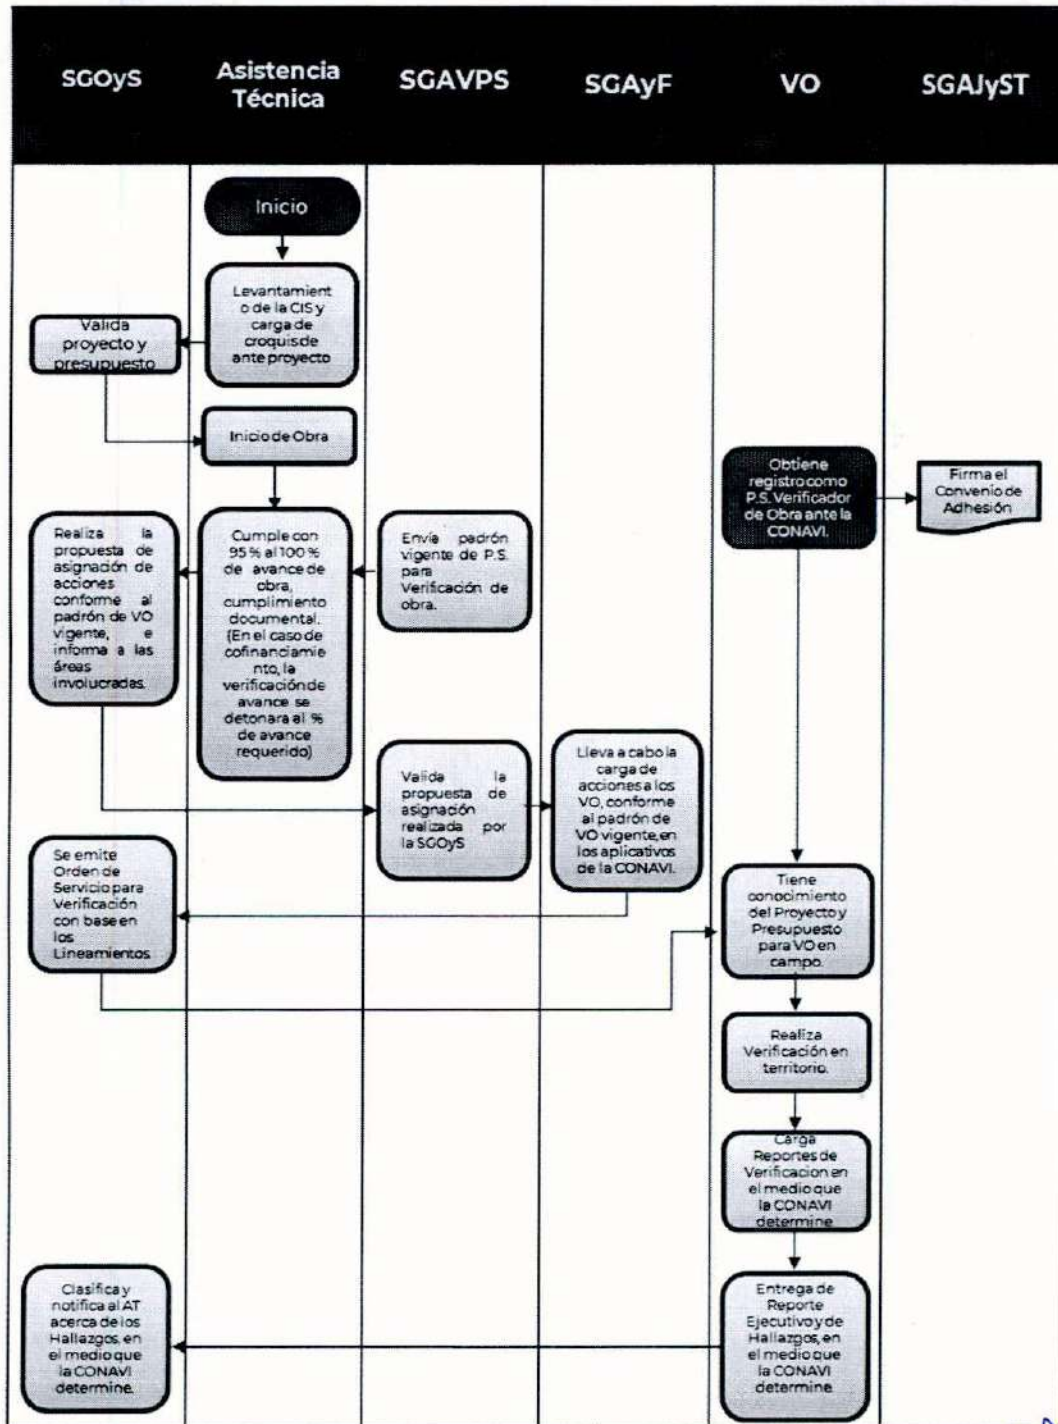 SGOyS
Asistencia
Técnica
SGAVPS
SGAyF
VO
SGAJyST
Inicio
Levantamient
o de la CIS y
carga de
croquis de
ante proyecto
Valida
proyecto y
presupuesto
Inicio de Obra
Obtiene
registro como
P.S. Verificador
de Obra ante la
CONAVI.
Firma el
Convenio de
Adhesión
Realiza la
propuesta de
asignación de
acciones
conforme al
padrón de VO
vigente, e
informa a las
áreas
involucradas.
Cumple con
95 % al 100 %
de avance de
obra,
cumplimiento
documental.
(En el caso de
cofinanciamie
nto, la
verificación de
avance se
detonara al %
de avance
requerido)
Envía padrón
vigente de P.S.
para
Verificación de
obra.
Valida la
propuesta de
asignación
realizada por
la SGOyS
Lleva a cabo la
carga de
acciones a los
VO, conforme
al padrón de
VO vigente, en
los aplicativos
de la CONAVI.
Se emite
Orden de
Servicio para
Verificación
con base en
los
Lineamientos
Tiene
conocimiento
del Proyecto y
Presupuesto
para VO en
campo.
Realiza
Verificación en
territorio.
Carga
Reportes de
Verificacion en
el medio que
la CONAVI
determine
Entrega de
Reporte
Ejecutivo y de
Hallazgos, en
el medio que
la CONAVI
determine
Clasifica y
notifica al AT
acerca de los
Hallazgos, en
el medio que
la CONAVI
determine.